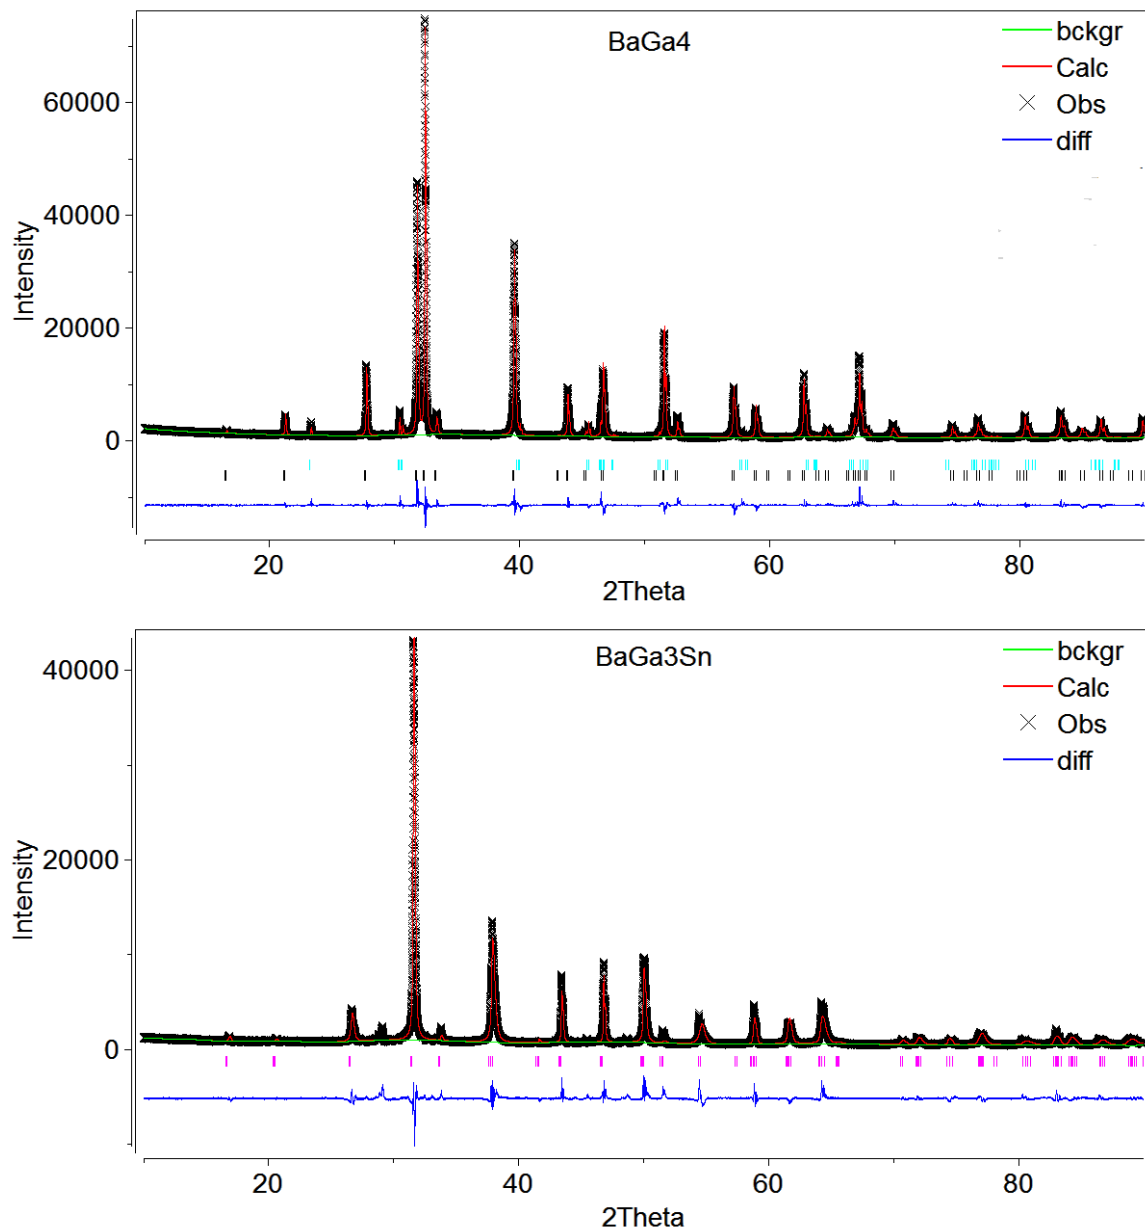 BaGa4
bckgr
Calc
Obs
diff
60000
40000
20000
0
Intensity
20
40
60
80
2Theta
BaGa3Sn
bckgr
Calc
Obs
diff
40000
20000
0
Intensity
20
40
60
80
2Theta